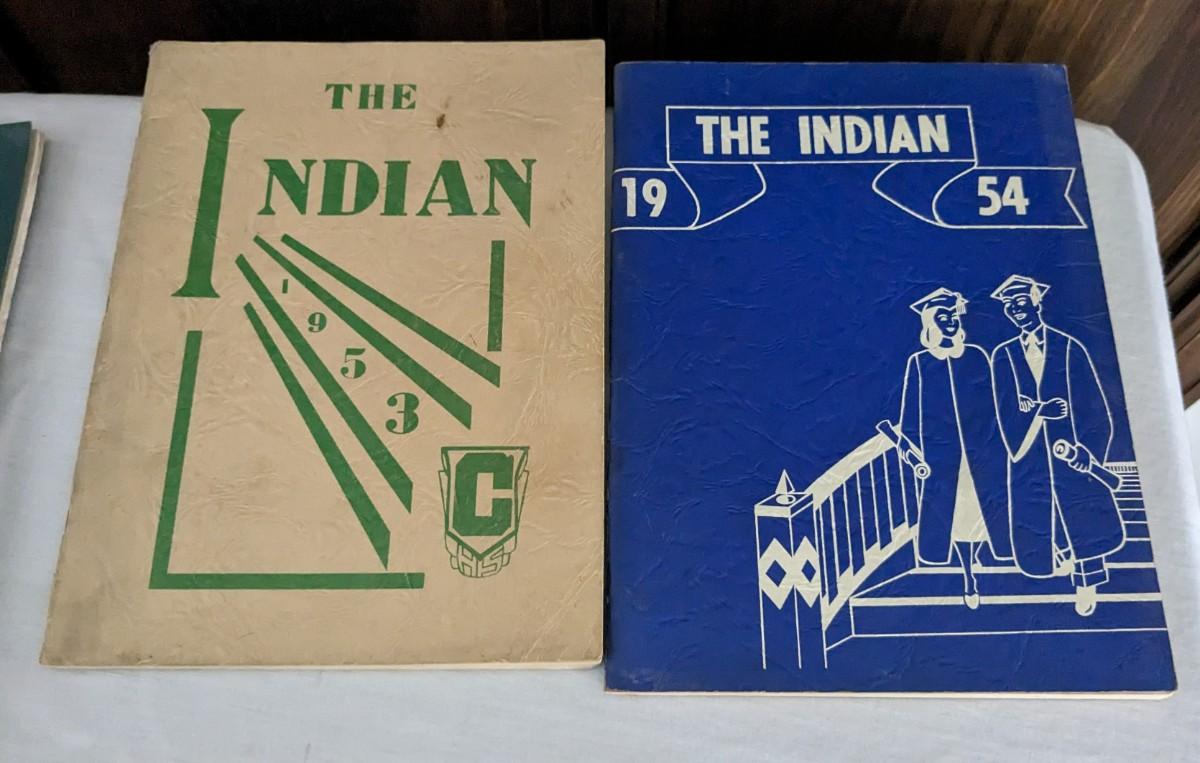 THE
INDIAN
1
9
5
3
C
HS
THE INDIAN
19 54